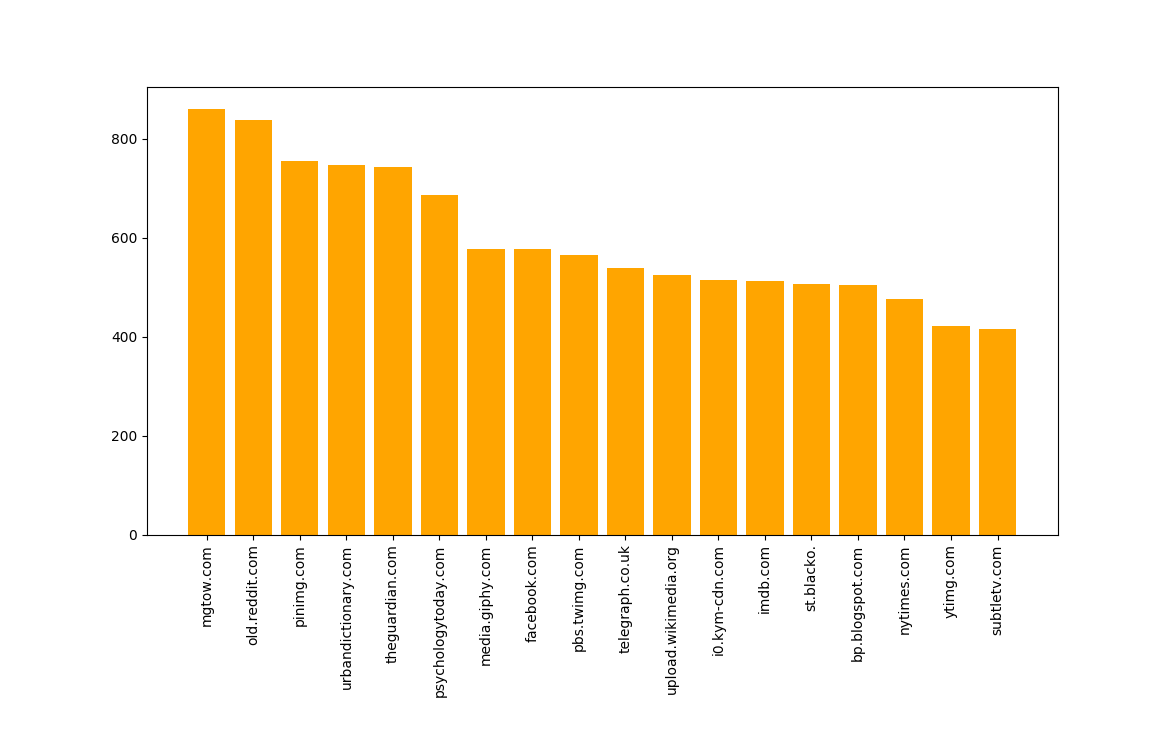 800
600
400
200
0
mgtow.com
old.reddit.com
pinimg.com
urbandictionary.com
theguardian.com
psychologytoday.com
media.giphy.com
facebook.com
pbs.twimg.com
telegraph.co.uk
upload.wikimedia.org
i0.kym-cdn.com
imdb.com
st.blacko.
bp.blogspot.com
nytimes.com
ytimg.com
subtletv.com